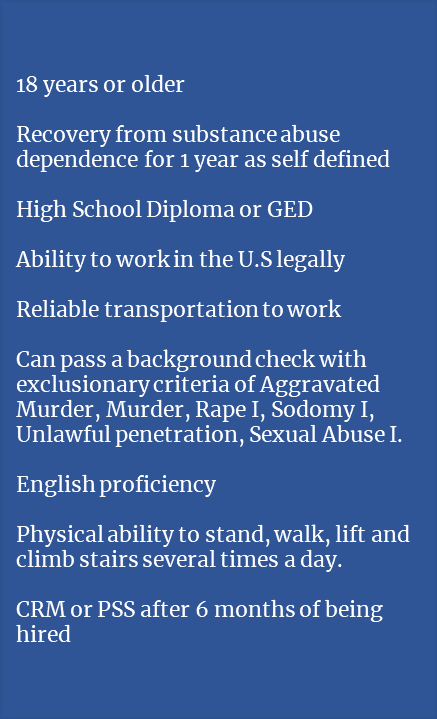 18 years or older
Recovery from substance abuse
dependence for 1 year as self defined
High School Diploma or GED
Ability to work in the U.S legally
Reliable transportation to work
Can pass a background check with
exclusionary criteria of Aggravated
Murder, Murder, Rape I, Sodomy I,
Unlawful penetration, Sexual Abuse I.
English proficiency
Physical ability to stand, walk, lift and
climb stairs several times a day.
CRM or PSS after 6 months of being
hired